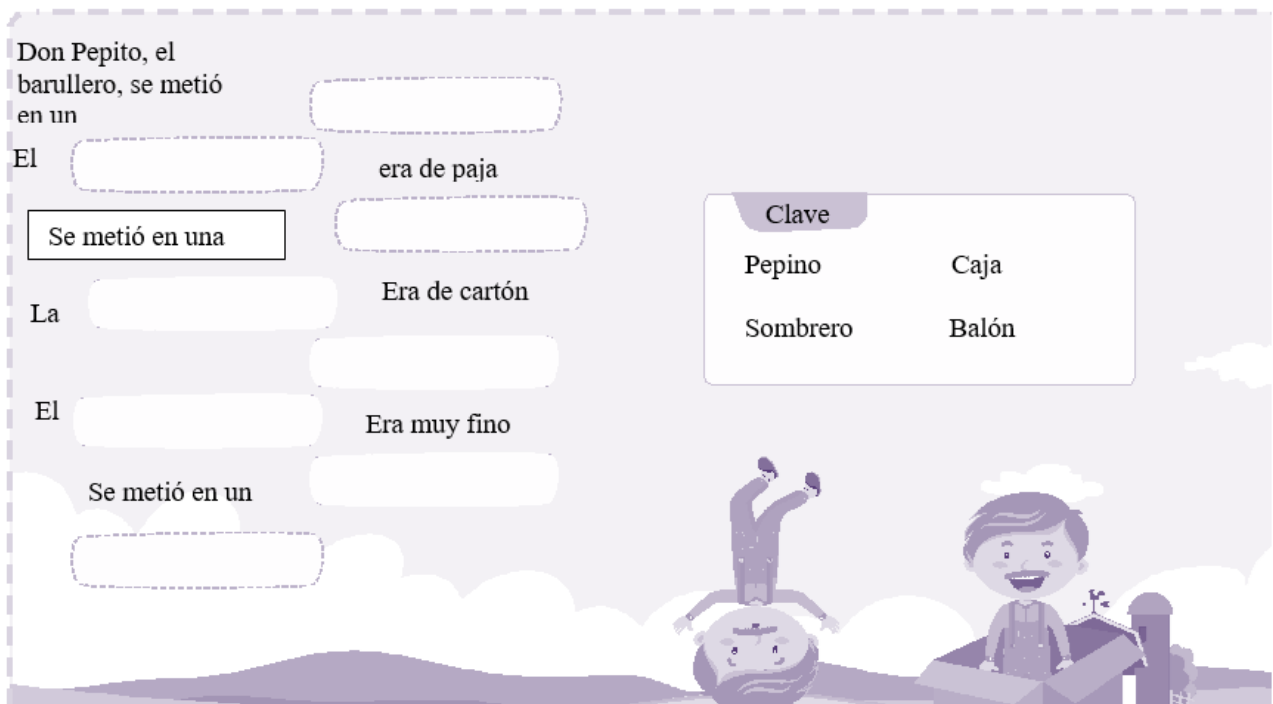 Don Pepito, el
barullero, se metió
en un
El
era de paja
Se metió en una
La
Era de cartón
El
Era muy fino
Se metió en un
Clave
Pepino Caja
Sombrero Balón